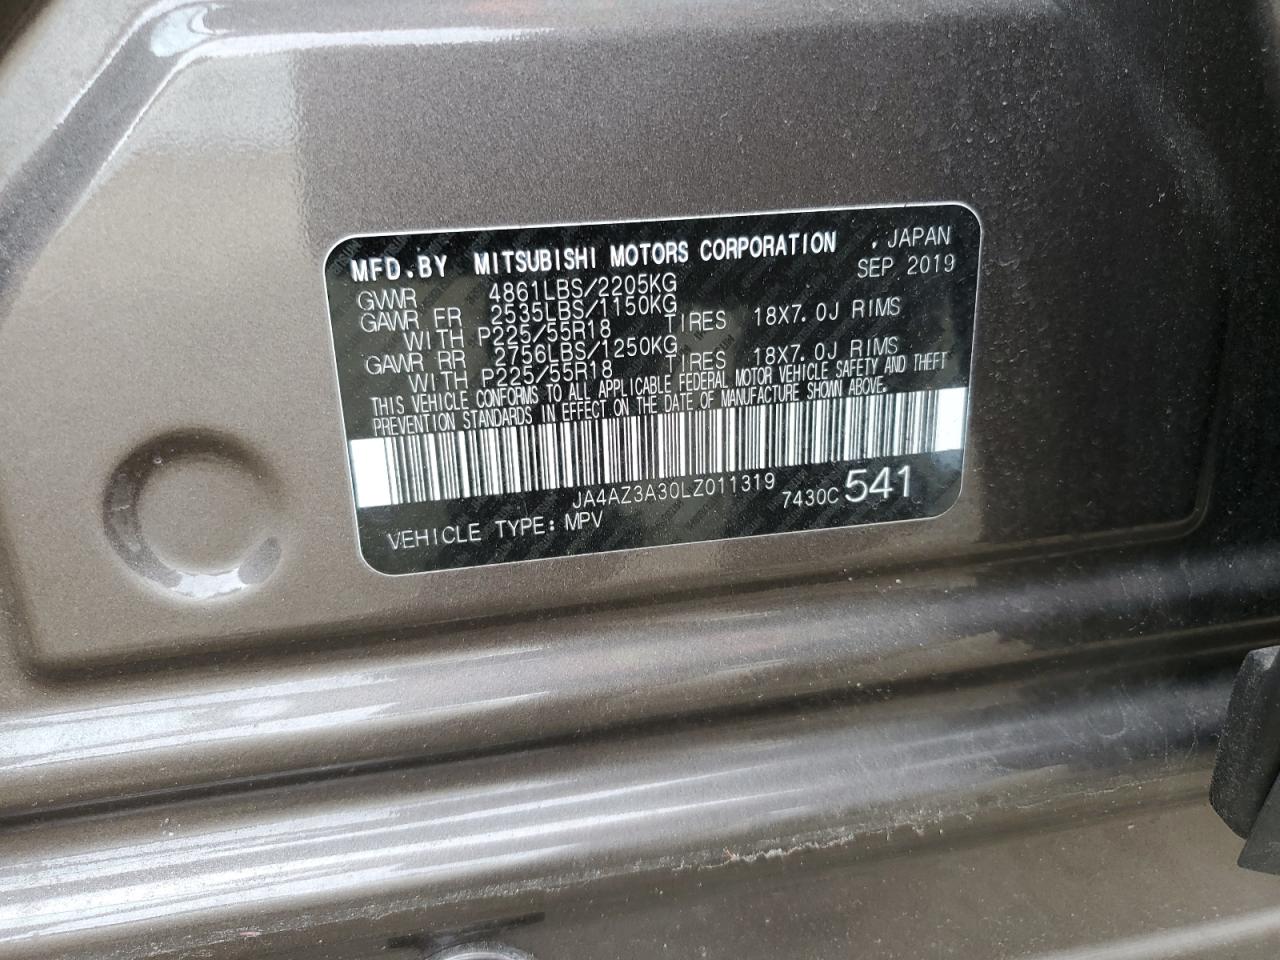 MFD.BY MITSUBISHI MOTORS CORPORATION . JAPAN
SEP 2019
GVWR 4861LBS/2205KG
GAWR FR 2535LBS/1150KG
WITH P225/55R18 TIRES 18X7.0J RIMS
GAWR RR 2756LBS/1250KG
WITH P225/55R18 TIRES 18X7.0J RIMS
THIS VEHICLE CONFORMS TO ALL APPLICABLE FEDERAL MOTOR VEHICLE SAFETY AND THEFT
PREVENTION STANDARDS IN EFFECT ON THE DATE OF MANUFACTURE SHOWN ABOVE.
JA4AZ3A30LZ011319 7430C 541
VEHICLE TYPE: MPV